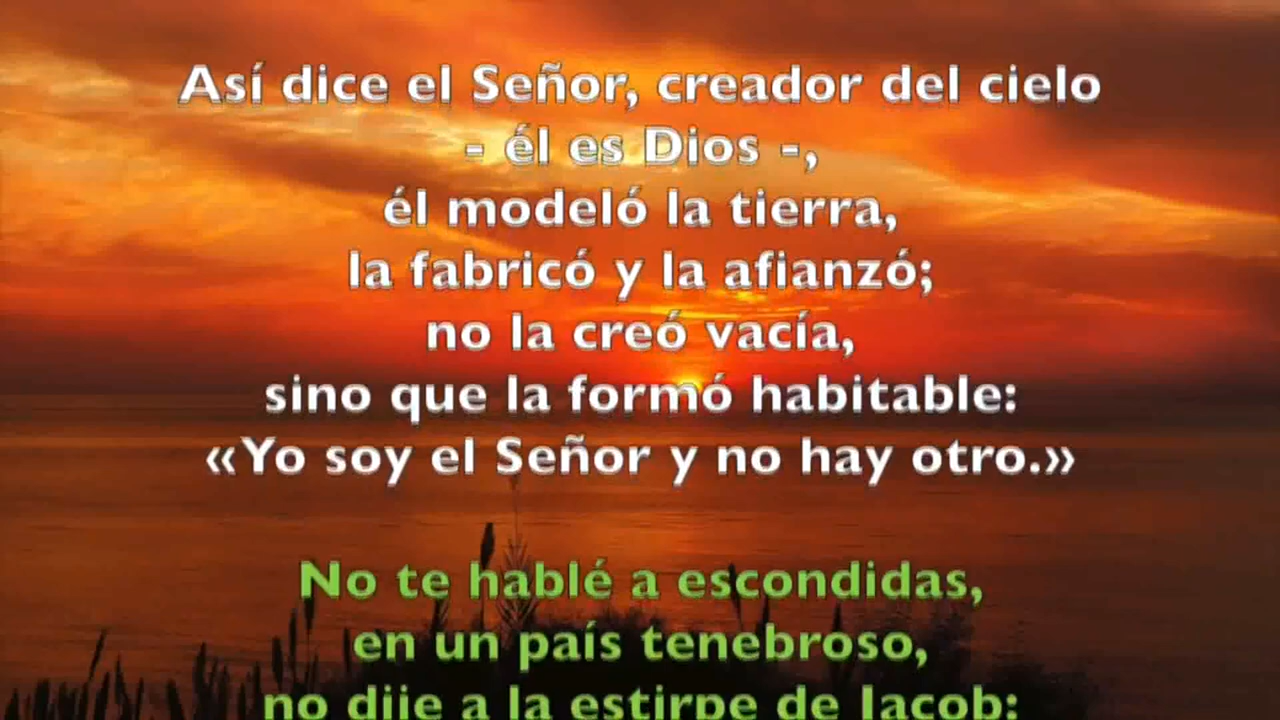 Así dice el Señor, creador del cielo
- él es Dios -,
él modeló la tierra,
la fabricó y la afianzó;
no la creó vacía,
sino que la formó habitable:
«Yo soy el Señor y no hay otro.»
No te hablé a escondidas,
en un país tenebroso,
no dije a la estirpe de Jacob: